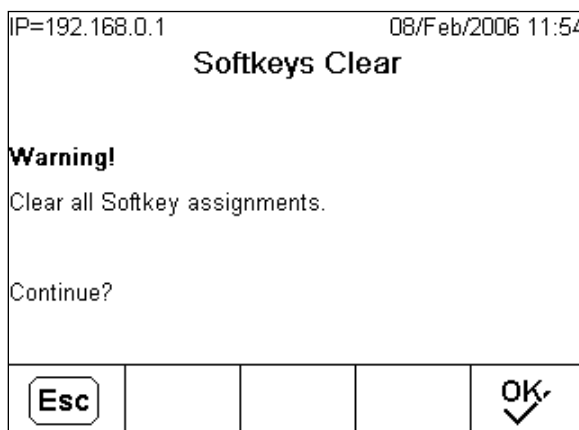 IP=192.168.0.1 08/Feb/2006 11:54
Softkeys Clear
Warning!
Clear all Softkey assignments.
Continue?
Esc OK